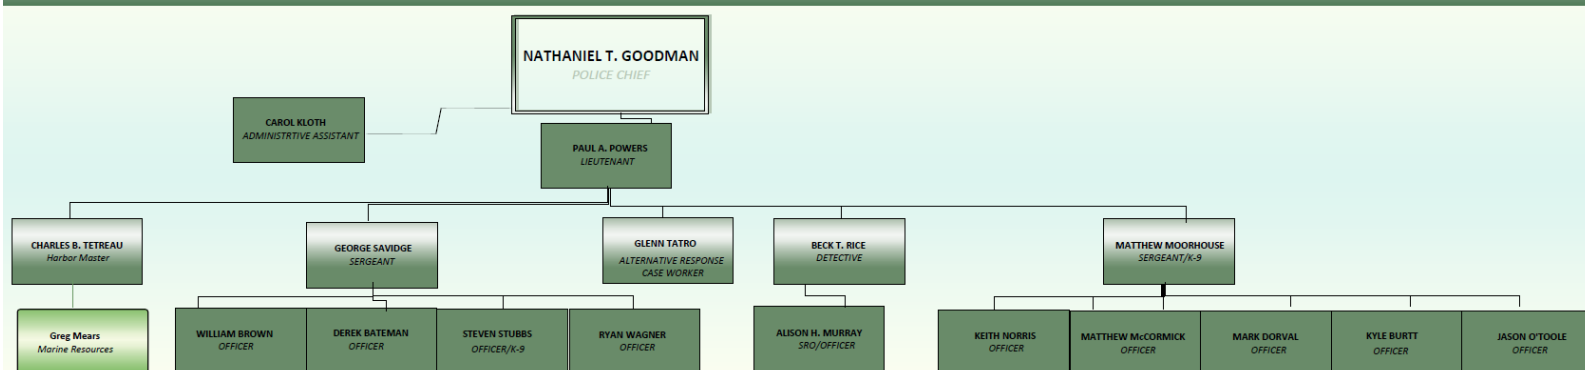 NATHANIEL T. GOODMAN
POLICE CHIEF
CAROL KLOTH
ADMINISTRTIVE ASSISTANT
PAUL A. POWERS
LIEUTENANT
CHARLES B. TETREAU
Harbor Master
GEORGE SAVIDGE
SERGEANT
GLENN TATRO
ALTERNATIVE RESPONSE
CASE WORKER
BECK T. RICE
DETECTIVE
MATTHEW MOORHOUSE
SERGEANT/K-9
Greg Mears
Marine Resources
WILLIAM BROWN
OFFICER
DEREK BATEMAN
OFFICER
STEVEN STUBBS
OFFICER/K-9
RYAN WAGNER
OFFICER
ALISON H. MURRAY
SRO/OFFICER
KEITH NORRIS
OFFICER
MATTHEW McCORMICK
OFFICER
MARK DORVAL
OFFICER
KYLE BURTT
OFFICER
JASON O'TOOLE
OFFICER